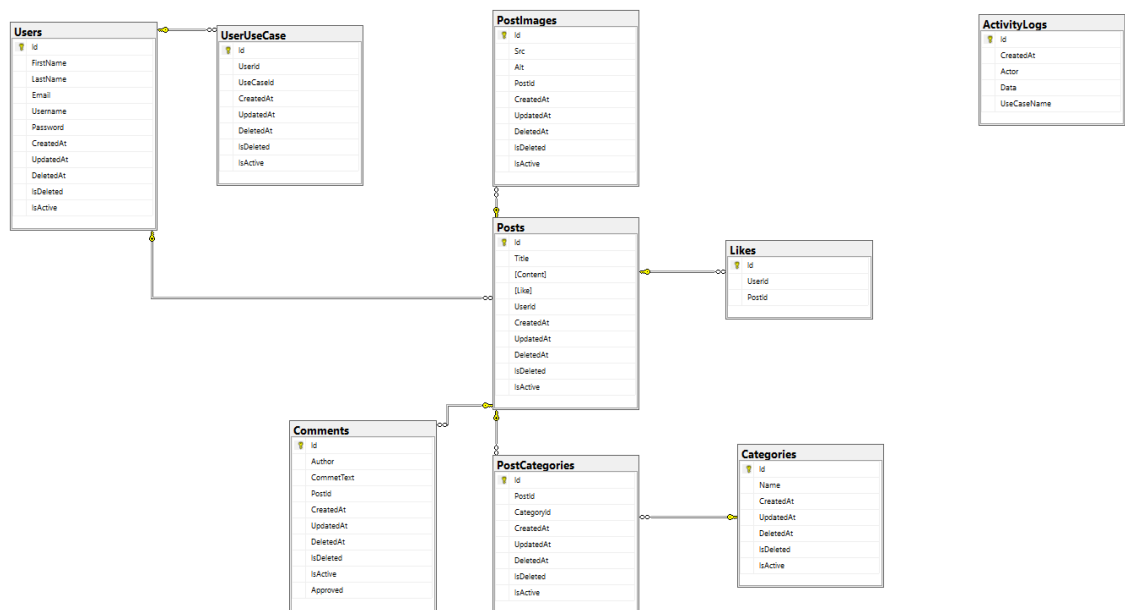 Users
Id
FirstName
LastName
Email
Username
Password
CreatedAt
UpdatedAt
DeletedAt
IsDeleted
IsActive
UserUseCase
Id
UserId
UseCaseId
CreatedAt
UpdatedAt
DeletedAt
IsDeleted
IsActive
PostImages
Id
Src
Alt
PostId
CreatedAt
UpdatedAt
DeletedAt
IsDeleted
IsActive
ActivityLogs
Id
CreatedAt
Actor
Data
UseCaseName
Posts
Id
Title
[Content]
[Like]
UserId
CreatedAt
UpdatedAt
DeletedAt
IsDeleted
IsActive
Likes
Id
UserId
PostId
Comments
Id
Author
CommetText
PostId
CreatedAt
UpdatedAt
DeletedAt
IsDeleted
IsActive
Approved
PostCategories
Id
PostId
CategoryId
CreatedAt
UpdatedAt
DeletedAt
IsDeleted
IsActive
Categories
Id
Name
CreatedAt
UpdatedAt
DeletedAt
IsDeleted
IsActive